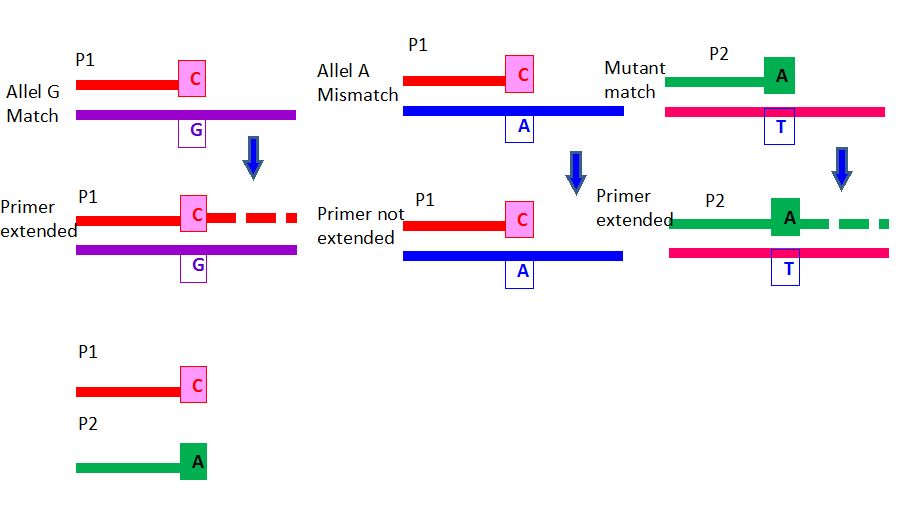 P1
C
Allel G
Match
G
P1
Allel A
Mismatch
C
A
P2
Mutant
match
A
T
P1
C
Primer
extended
G
P1
Primer not
extended
C
A
Primer
extended
P2
A
T
P1
C
P2
A